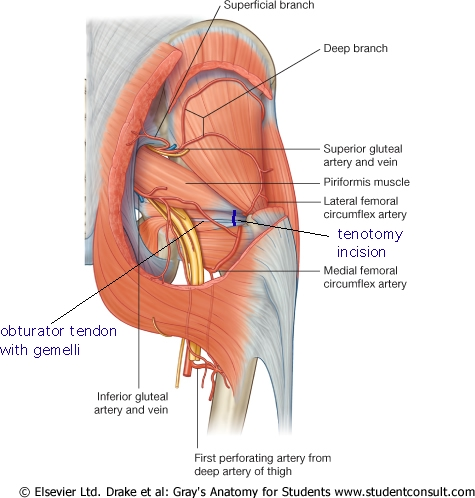 Superficial branch
Deep branch
Superior gluteal
artery and vein
Piriformis muscle
Lateral femoral
circumflex artery
tenotomy
incision
Medial femoral
circumflex artery
obturator tendon
with gemelli
Inferior gluteal
artery and vein
First perforating artery from
deep artery of thigh
© Elsevier Ltd. Drake et al: Gray's Anatomy for Students www.studentconsult.com